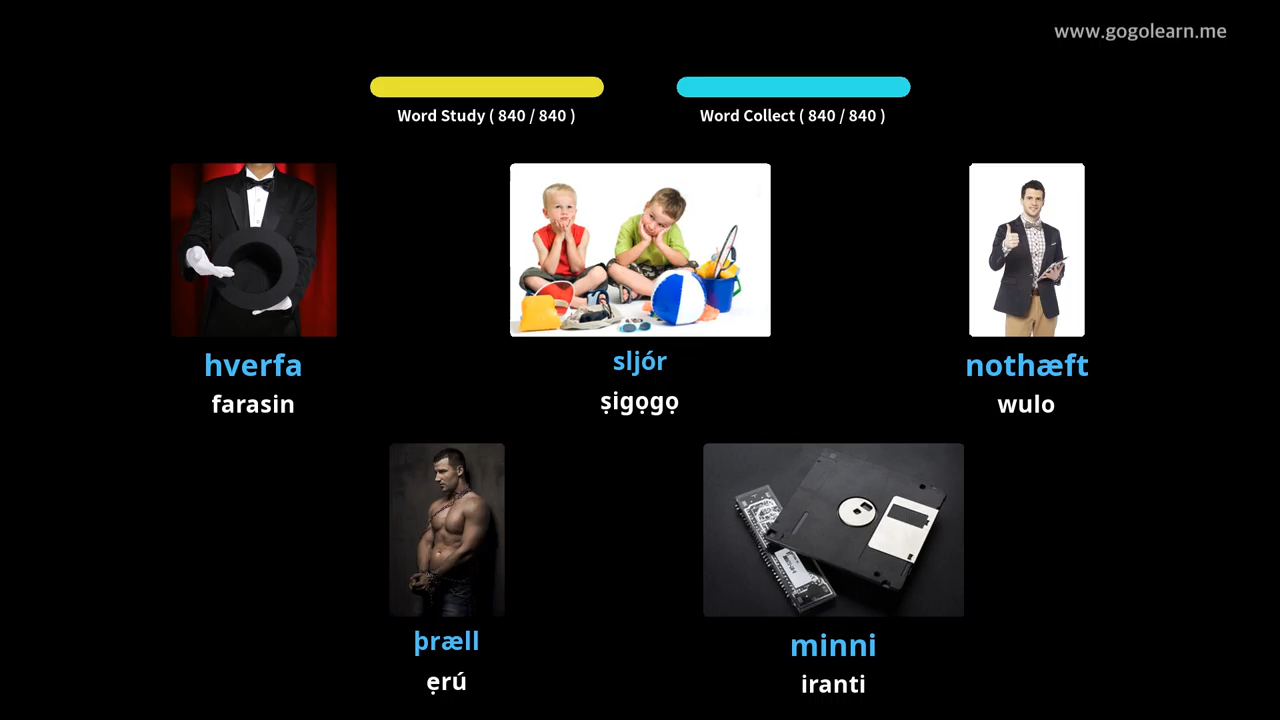 www.gogolearn.me
Word Study ( 840 / 840 )
Word Collect ( 840 / 840 )
hverfa
farasin
sljór
ṣigọgọ
nothæft
wulo
þræll
ẹrú
minni
iranti